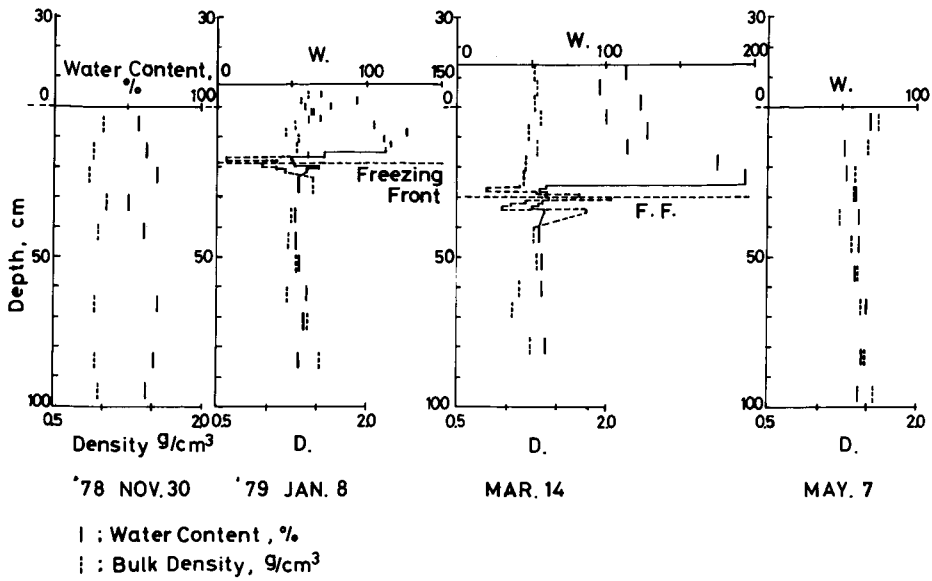 30 30 30 30
W. W.
Water Content, %
0 100 150
0 100 200
W.
0 100 0 0 150 0 100
Freezing Front
F. F.
Depth, cm
50 50 50 50
100 100 100 100
0.5 2.0 0.5 2.0 0.5 2.0 0.5 2.0
Density g/cm³ D. D. D.
'78 NOV.30 '79 JAN. 8 MAR. 14 MAY. 7
| ; Water Content, %
¦ ; Bulk Density, g/cm³